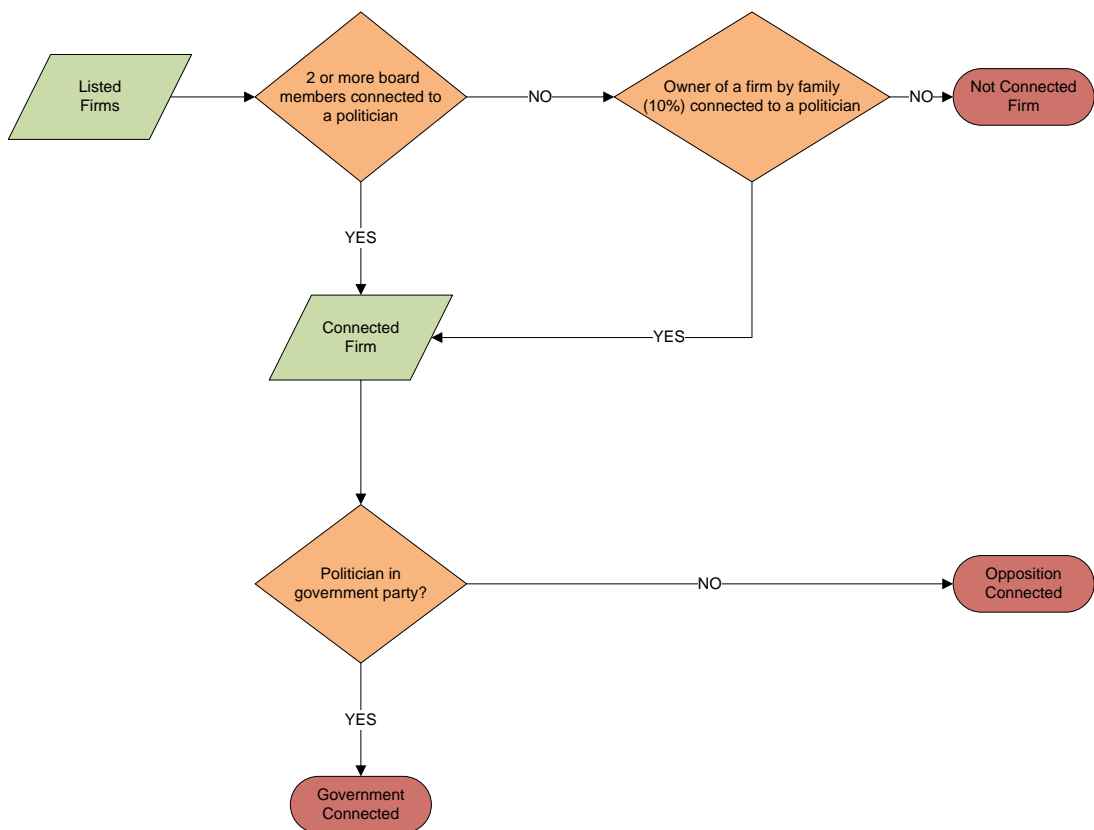 Listed
Firms
2 or more board
members connected to
a politician
NO
Owner of a firm by family
(10%) connected to a politician
NO
Not Connected
Firm
YES
YES
Connected
Firm
Politician in
government party?
NO
Opposition
Connected
YES
Government
Connected